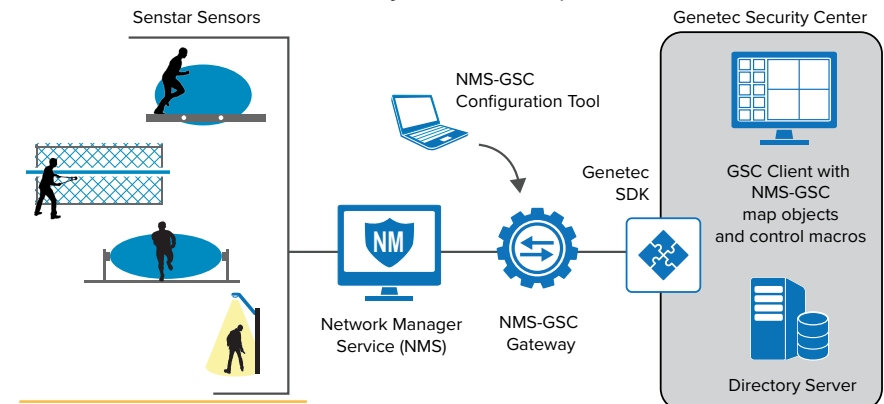 Senstar Sensors
Genetec Security Center
NMS-GSC
Configuration Tool
Genetec
SDK
GSC Client with
NMS-GSC
map objects
and control macros
NM
Network Manager
Service (NMS)
NMS-GSC
Gateway
Directory Server